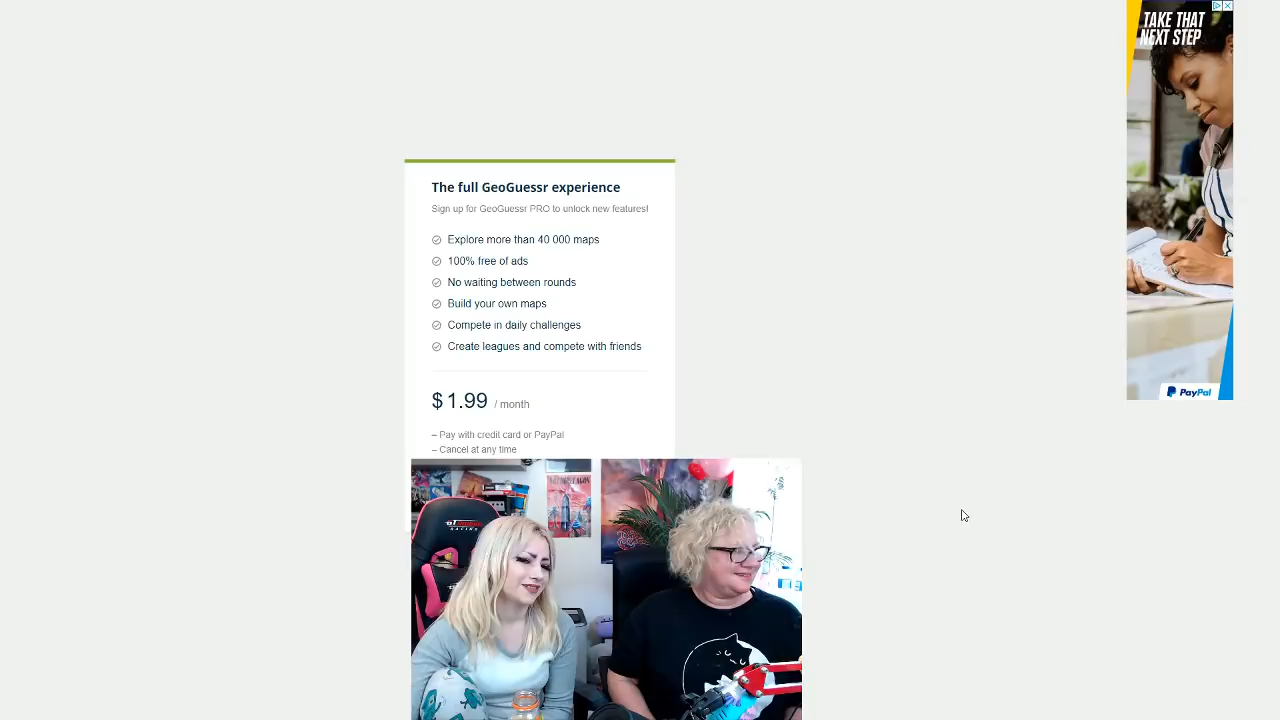 TAKE THAT
NEXT STEP
The full GeoGuessr experience
Sign up for GeoGuessr PRO to unlock new features!
Explore more than 40 000 maps
100% free of ads
No waiting between rounds
Build your own maps
Compete in daily challenges
Create leagues and compete with friends
$ 1.99 / month
– Pay with credit card or PayPal
– Cancel at any time
PayPal
RACING